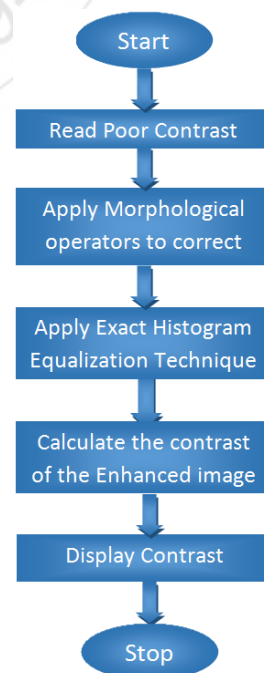 Start
Read Poor Contrast
Apply Morphological
operators to correct
Apply Exact Histogram
Equalization Technique
Calculate the contrast
of the Enhanced image
Display Contrast
Stop